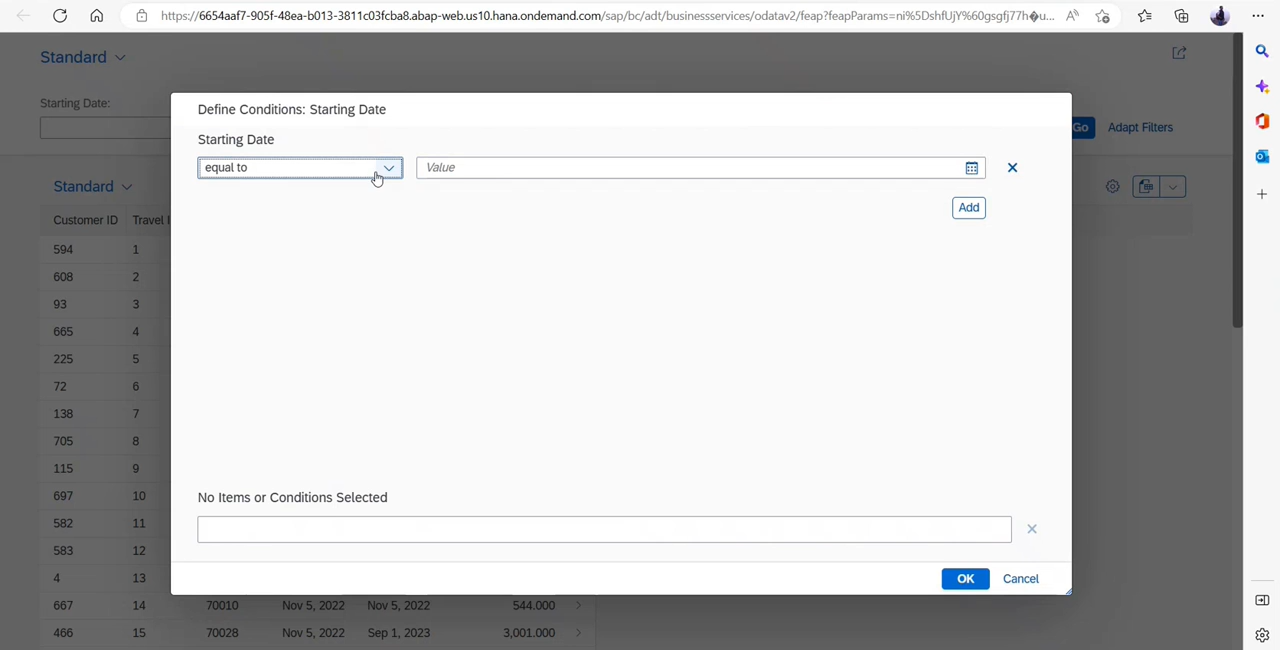 https://6654aaf7-905f-48ea-b013-3811c03fcba8.abap-web.us10.hana.ondemand.com/sap/bc/adt/businessservices/odatav2/feap?feapParams=ni%5DshfUjY%60gsgfj77h�u...
Standard
Starting Date:
Go
Adapt Filters
Define Conditions: Starting Date
Starting Date
equal to
Value
Add
Standard
Customer ID Travel I
594 1
608 2
93 3
665 4
225 5
72 6
138 7
705 8
115 9
697 10
582 11
583 12
4 13
No Items or Conditions Selected
OK Cancel
667 14 70010 Nov 5, 2022 Nov 5, 2022 544.000
466 15 70028 Nov 5, 2022 Sep 1, 2023 3,001.000